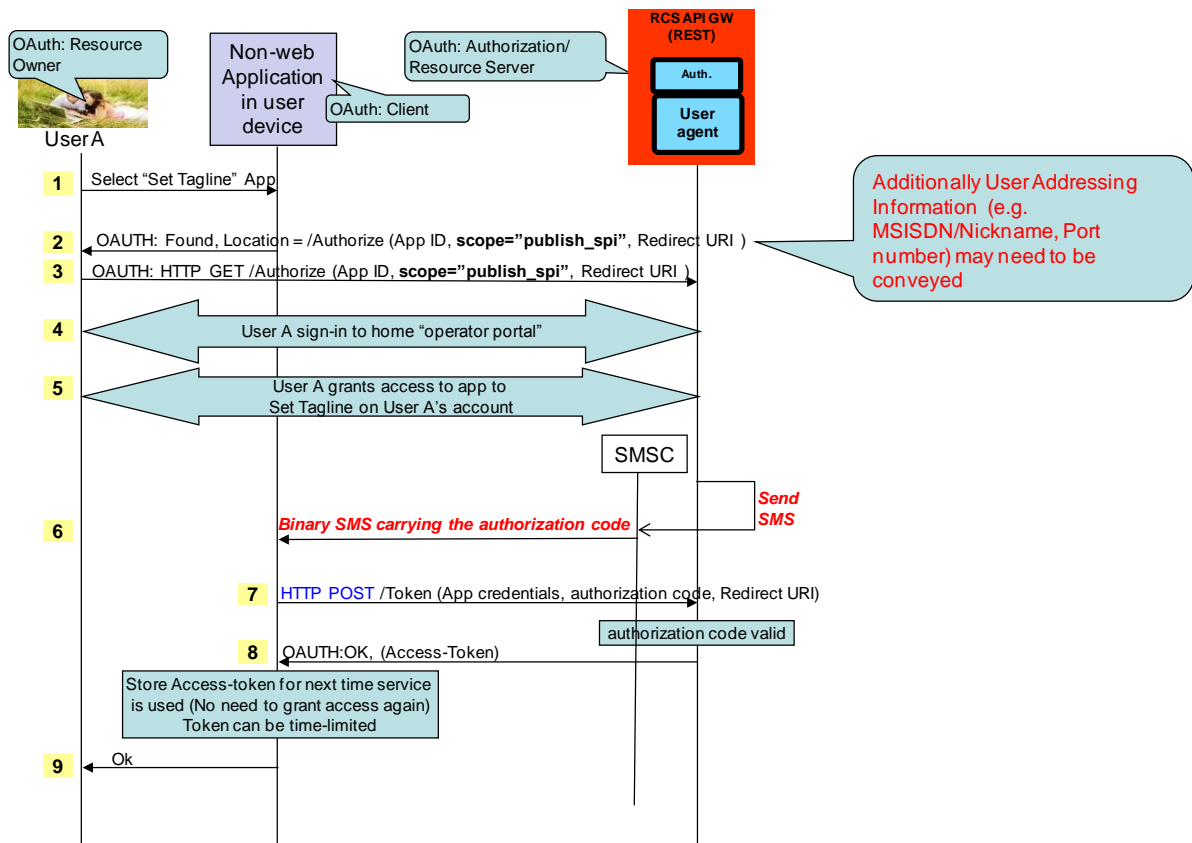 OAuth: Resource
Owner
User A
Non-web
Application
in user
device
OAuth: Client
OAuth: Authorization/
Resource Server
RCS API GW
(REST)
Auth.
User
agent
1
Select “Set Tagline” App
2
OAUTH: Found, Location = /Authorize (App ID, scope=”publish_spi”, Redirect URI )
3
OAUTH: HTTP GET /Authorize (App ID, scope=”publish_spi”, Redirect URI )
Additionally User Addressing
Information (e.g.
MSISDN/Nickname, Port
number) may need to be
conveyed
4
User A sign-in to home “operator portal”
5
User A grants access to app to
Set Tagline on User A’s account
SMSC
Send
SMS
6
Binary SMS carrying the authorization code
7
HTTP POST /Token (App credentials, authorization code, Redirect URI)
authorization code valid
8
OAUTH:OK, (Access-Token)
Store Access-token for next time service
is used (No need to grant access again)
Token can be time-limited
9
Ok